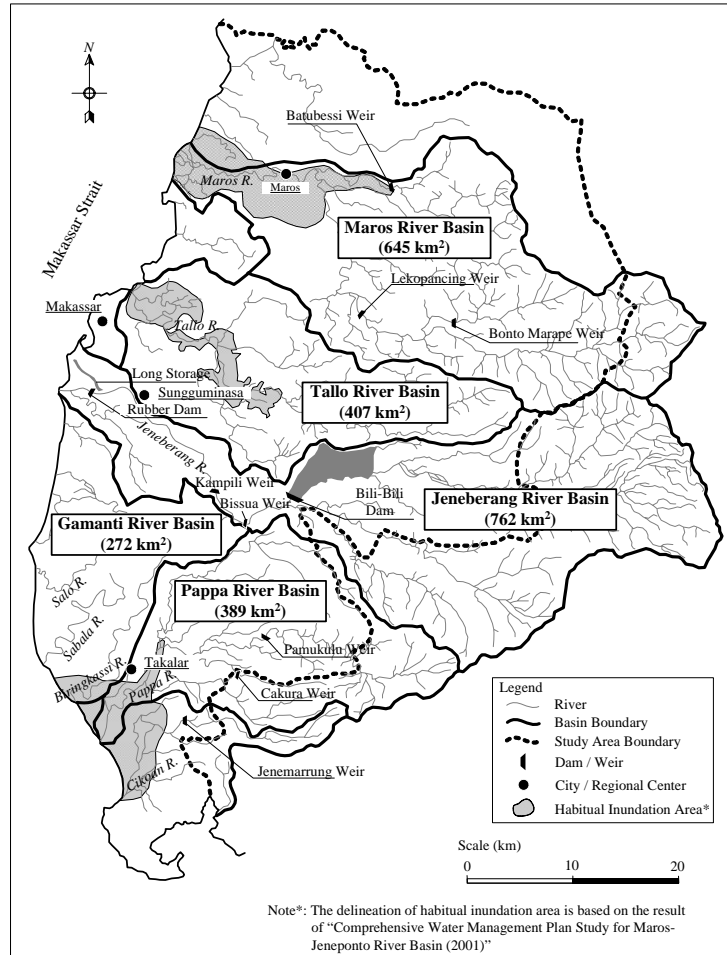 N
Batubessi Weir
Maros R.
Maros
Makassar Strait
Maros River Basin
(645 km²)
Lekopancing Weir
Makassar
Tallo R.
Bonto Marape Weir
Long Storage
Sungguminasa
Rubber Dam
Tallo River Basin
(407 km²)
Jeneberang R.
Kampili Weir
Bissua Weir
Bili-Bili
Dam
Jeneberang River Basin
(762 km²)
Gamanti River Basin
(272 km²)
Salo R.
Sabala R.
Pappa River Basin
(389 km²)
Pamukulu Weir
Takalar
Biringkassi R.
Pappa R.
Cakura Weir
Jenemarrung Weir
Cikoan R.
Legend
River
Basin Boundary
Study Area Boundary
Dam / Weir
City / Regional Center
Habitual Inundation Area*
Scale (km)
0 10 20
Note*: The delineation of habitual inundation area is based on the result
of “Comprehensive Water Management Plan Study for Maros-
Jeneponto River Basin (2001)”